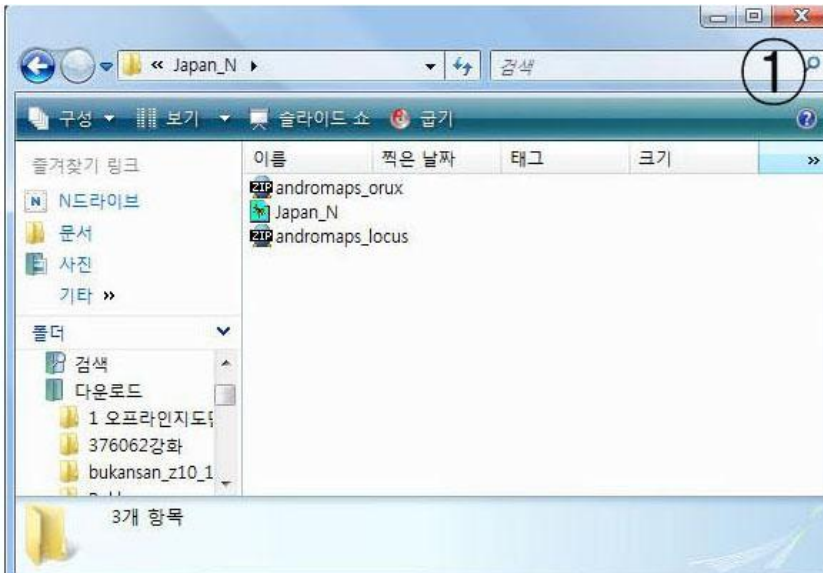 ①
« Japan_N
검색
구성 보기 슬라이드 쇼 굽기
즐겨찾기 링크
N드라이브
문서
사진
기타 »
폴더
검색
다운로드
1 오프라인지도
376062강화
bukansan_z10_1
이름 찍은 날짜 태그 크기 »
ZIP andromaps_orux
Japan_N
ZIP andromaps_locus
3개 항목